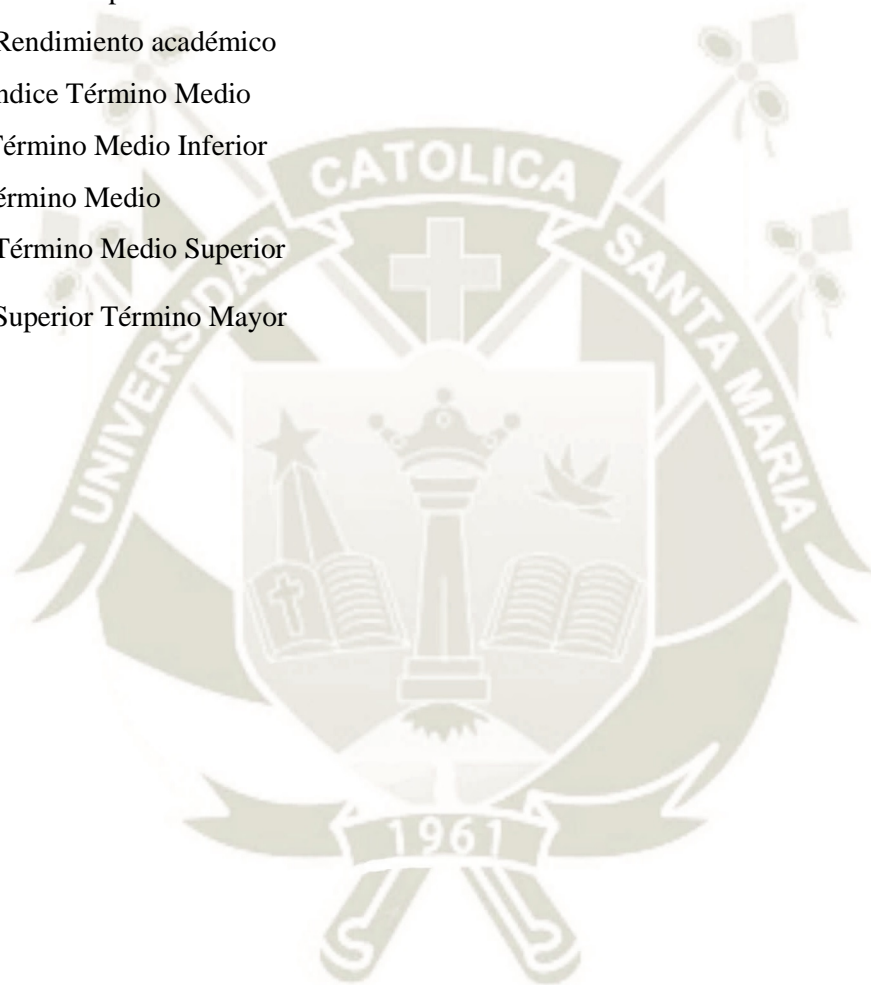 Rendimiento académico
ndice Término Medio
Término Medio Inferior
érmino Medio
Término Medio Superior
Superior Término Mayor
UNIVERSIDAD CATOLICA SANTA MARIA
1961